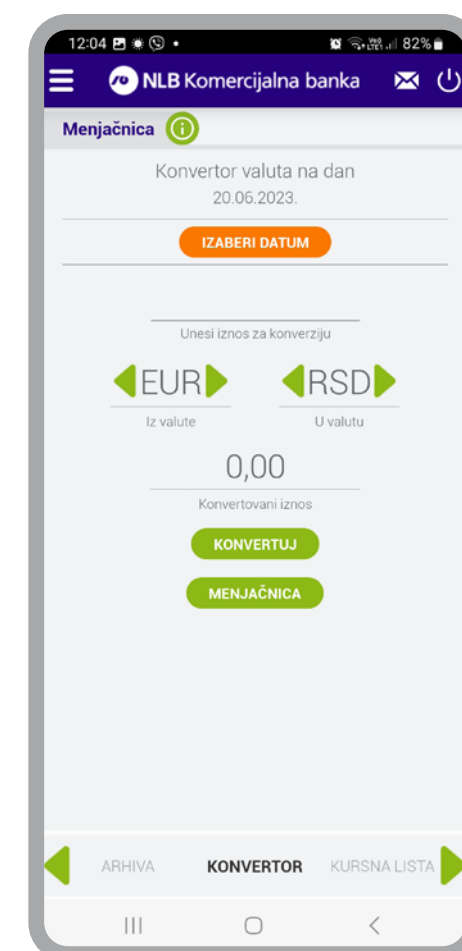 12:04 82%
NLB Komercijalna banka
Menjačnica
Konvertor valuta na dan
20.06.2023.
IZABERI DATUM
Unesi iznos za konverziju
EUR RSD
Iz valute U valutu
0,00
Konvertovani iznos
KONVERTUJ
MENJAČNICA
ARHIVA KONVERTOR KURSNA LISTA